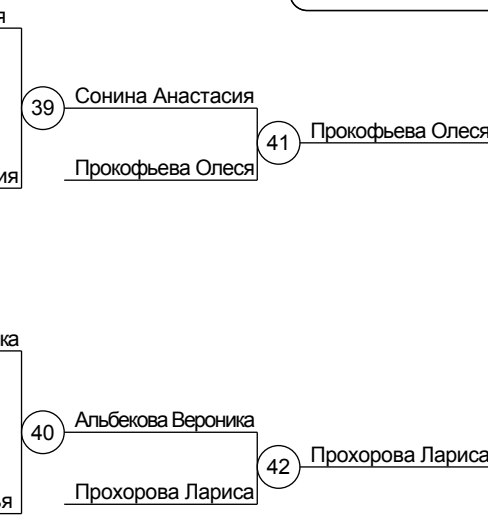 39
Сонина Анастасия
41
Прокофьева Олеся
Прокофьева Олеся
40
Альбекова Вероника
42
Прохорова Лариса
Прохорова Лариса